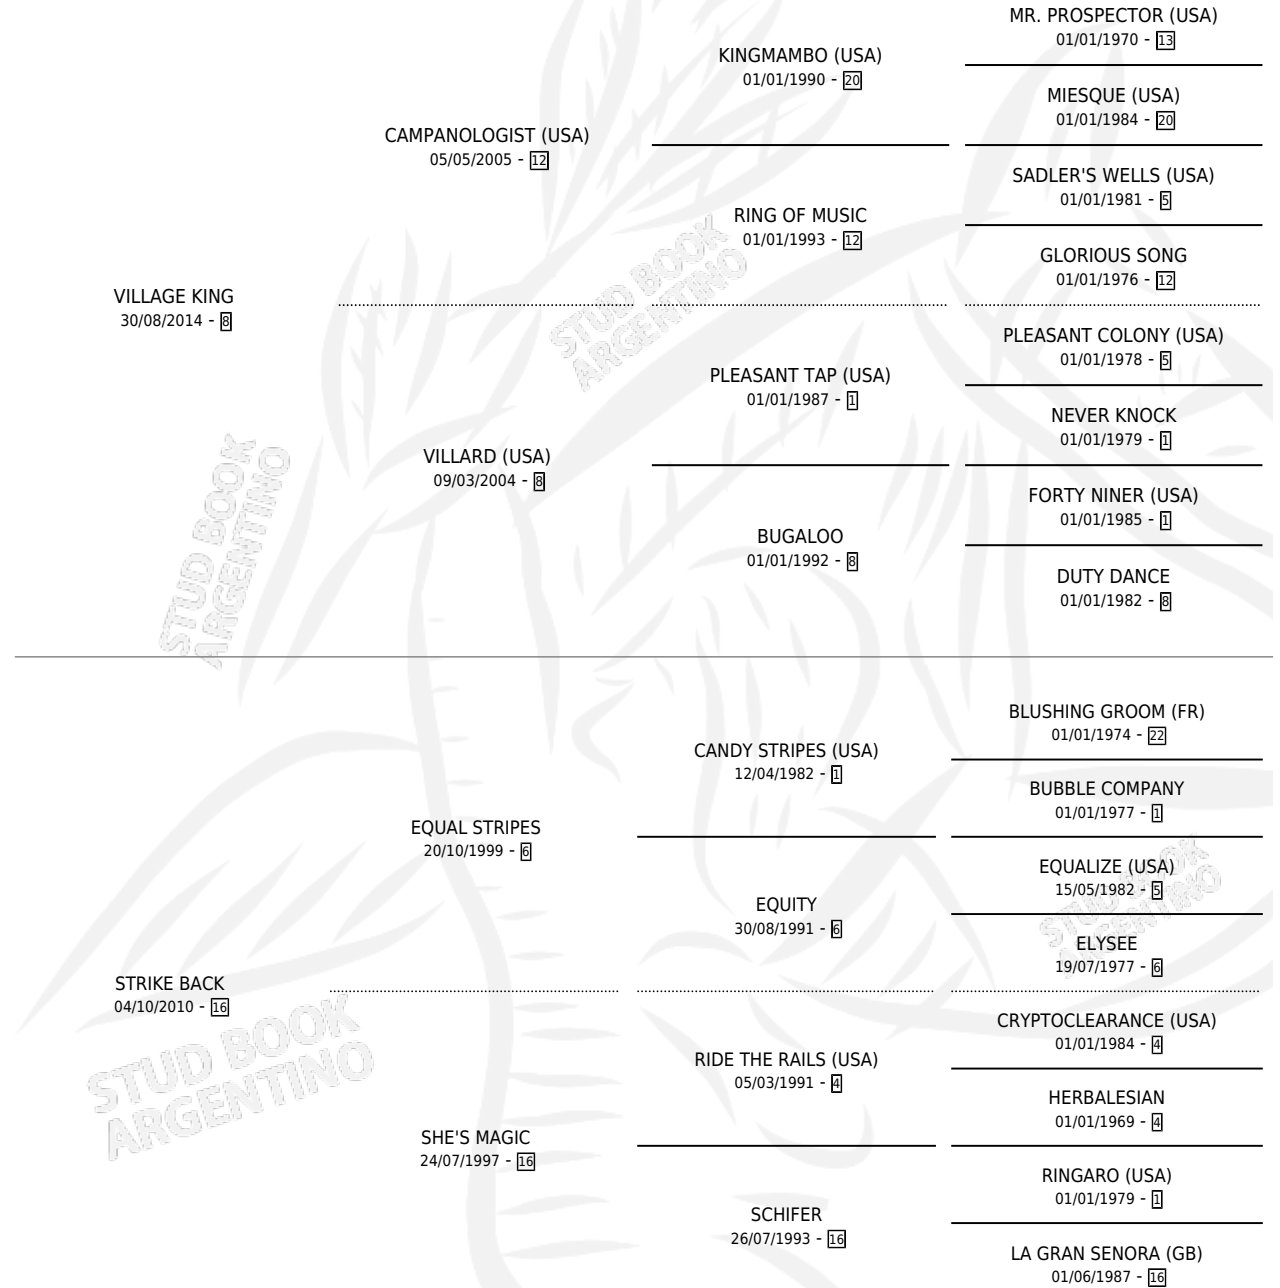 MR. PROSPECTOR (USA)
01/01/1970 - 13
KINGMAMBO (USA)
01/01/1990 - 20
MIESQUE (USA)
01/01/1984 - 20
CAMPANOLOGIST (USA)
05/05/2005 - 12
SADLER'S WELLS (USA)
01/01/1981 - 5
RING OF MUSIC
01/01/1993 - 12
GLORIOUS SONG
01/01/1976 - 12
VILLAGE KING
30/08/2014 - 8
STUD BOOK
ARGENTINO
PLEASANT COLONY (USA)
01/01/1978 - 5
PLEASANT TAP (USA)
01/01/1987 - 1
NEVER KNOCK
01/01/1979 - 1
VILLARD (USA)
09/03/2004 - 8
FORTY NINER (USA)
01/01/1985 - 1
BUGALOO
01/01/1992 - 8
DUTY DANCE
01/01/1982 - 8
STUD BOOK
ARGENTINO
BLUSHING GROOM (FR)
01/01/1974 - 22
CANDY STRIPES (USA)
12/04/1982 - 1
BUBBLE COMPANY
01/01/1977 - 1
EQUAL STRIPES
20/10/1999 - 6
EQUALIZE (USA)
15/05/1982 - 5
EQUITY
30/08/1991 - 6
ELYSEE
19/07/1977 - 6
STUD BOOK
ARGENTINO
STRIKE BACK
04/10/2010 - 16
CRYPTOCLEARANCE (USA)
01/01/1984 - 4
RIDE THE RAILS (USA)
05/03/1991 - 4
HERBALESIAN
01/01/1969 - 4
STUD BOOK
ARGENTINO
SHE'S MAGIC
24/07/1997 - 16
RINGARO (USA)
01/01/1979 - 1
SCHIFER
26/07/1993 - 16
LA GRAN SENORA (GB)
01/06/1987 - 16